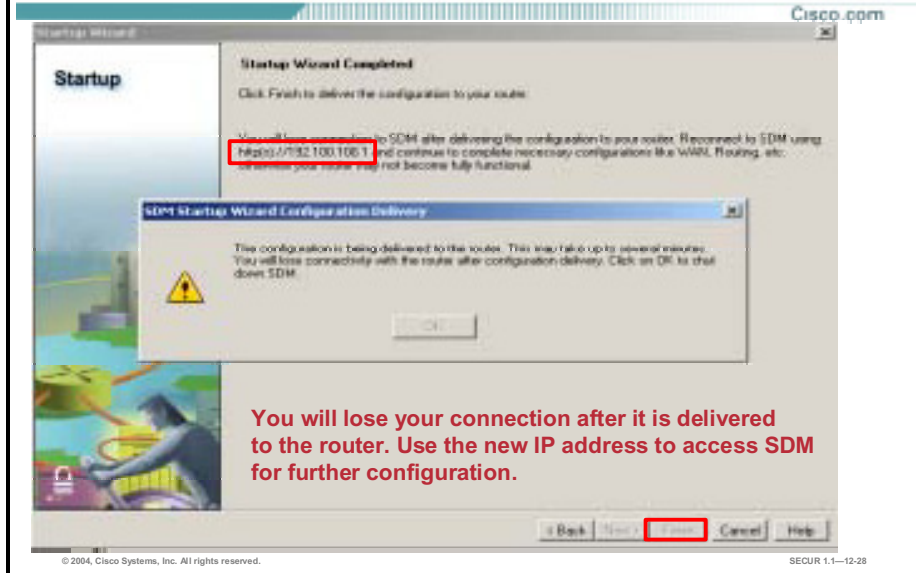 Cisco.com
Startup Wizard
Startup
Startup Wizard Completed
Click Finish to deliver the configuration to your router.
You will lose connection to SDM after delivering the configuration to your router. Reconnect to SDM using
and continue to complete necessary configurations like WAN, Routing, etc.
otherwise your router may not become fully functional.
SDM Startup Wizard Configuration Delivery
The configuration is being delivered to the router. This may take up to several minutes.
You will lose connectivity with the router after configuration delivery. Click on OK to shut
down SDM.
OK
You will lose your connection after it is delivered
to the router. Use the new IP address to access SDM
for further configuration.
< Back Next > Finish Cancel Help
© 2004, Cisco Systems, Inc. All rights reserved.
SECUR 1.1—12-28